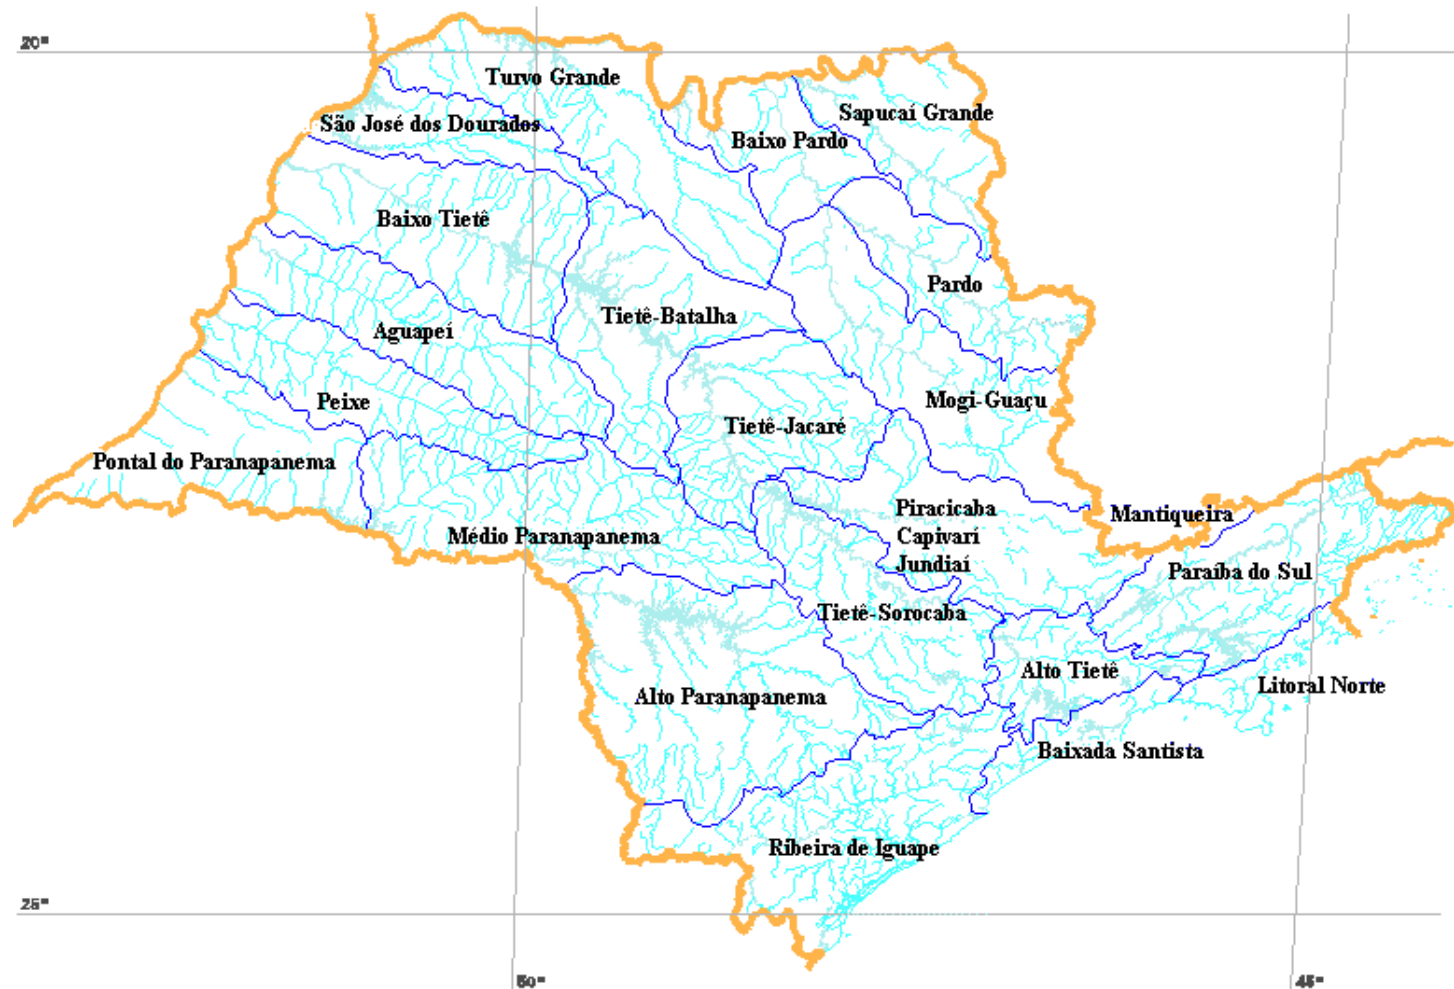 20°
Turvo Grande
Sapucaí Grande
São José dos Dourados
Baixo Pardo
Baixo Tietê
Pardo
Tietê-Batalha
Aguapeí
Peixe
Mogi-Guaçu
Tietê-Jacaré
Pontal do Paranapanema
Piracicaba
Capivarí
Jundiaí
Mantiqueira
Médio Paranapanema
Paraíba do Sul
Tietê-Sorocaba
Alto Tietê
Litoral Norte
Alto Paranapanema
Baixada Santista
Ribeira de Iguape
25°
50°
45°